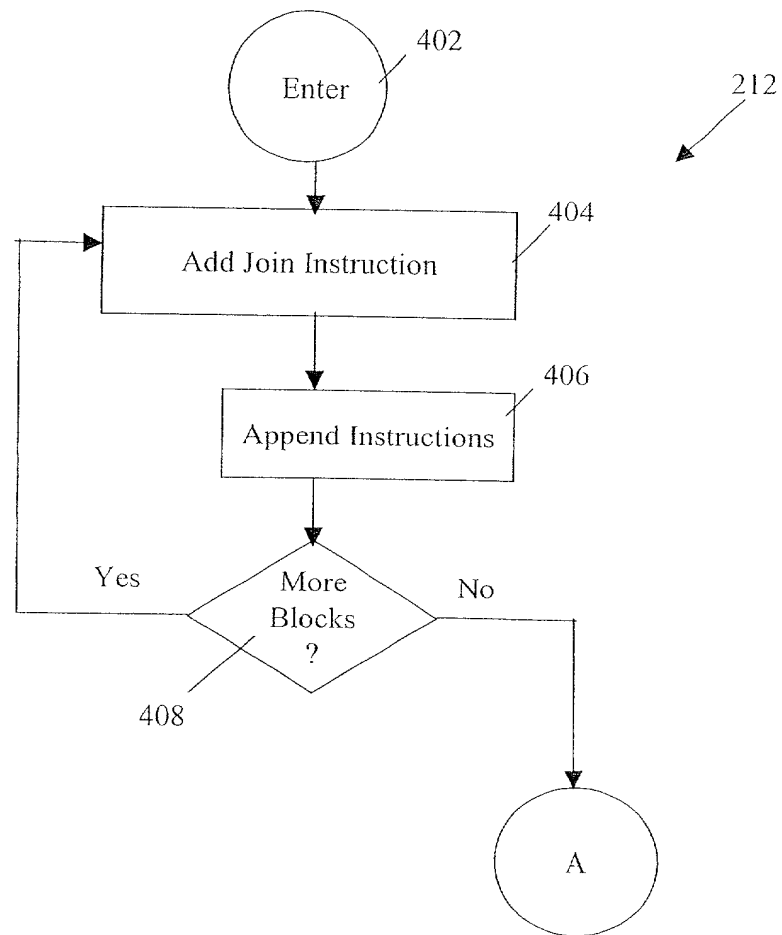 402
Enter
212
404
Add Join Instruction
406
Append Instructions
Yes
More
Blocks
?
No
408
A